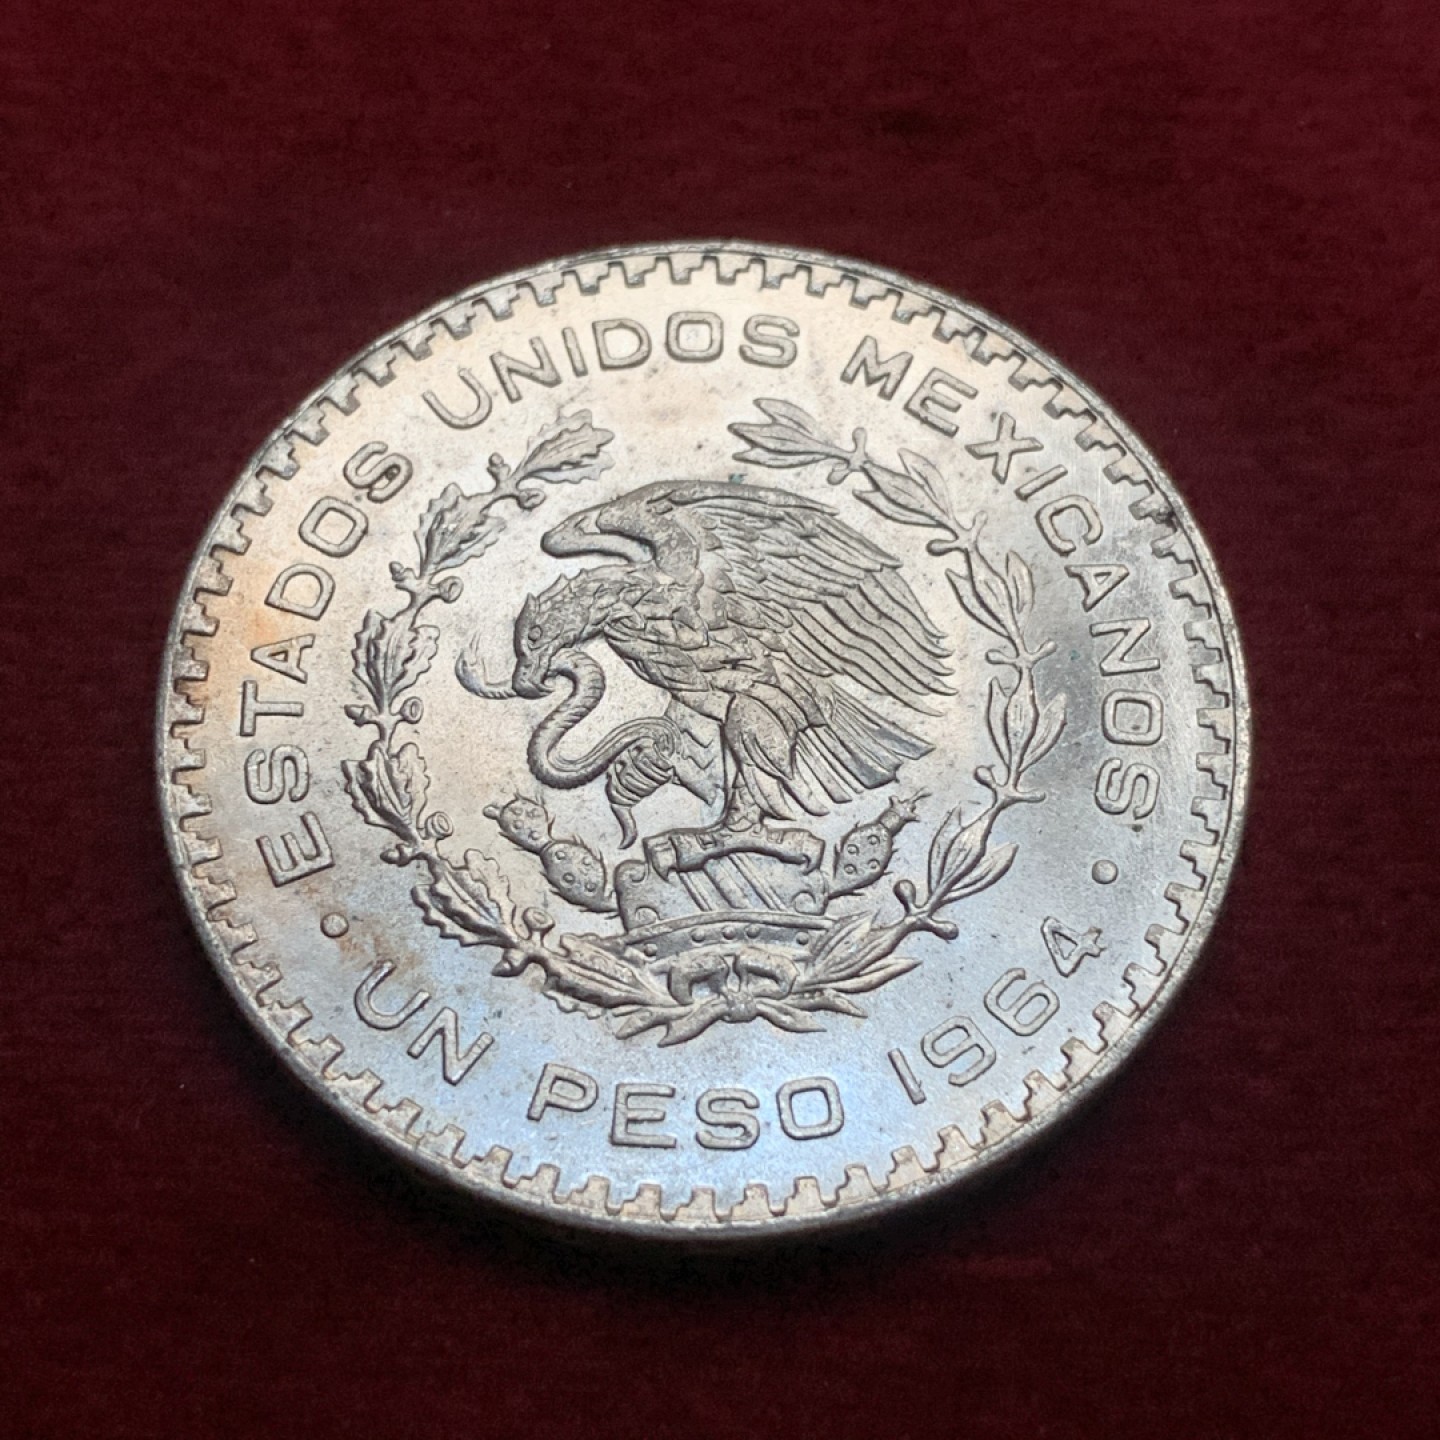 ESTADOS UNIDOS MEXICANOS
· UN PESO 1964 ·